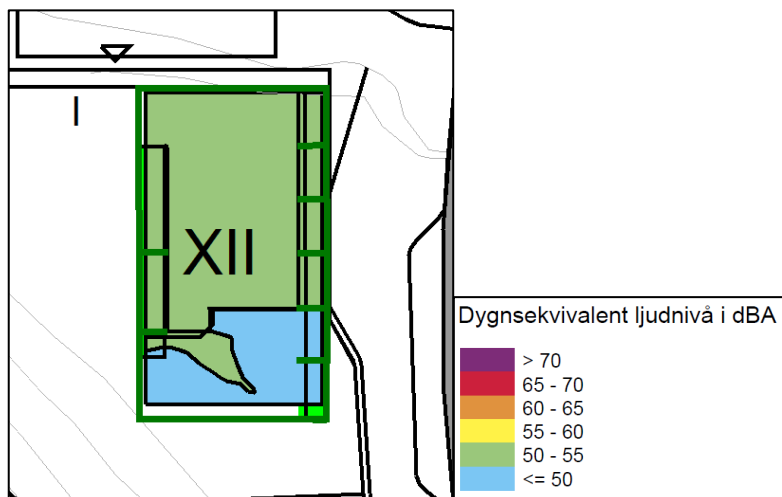 I
XII
Dygnsekvivalent ljudnivå i dBA
> 70
65 - 70
60 - 65
55 - 60
50 - 55
<= 50